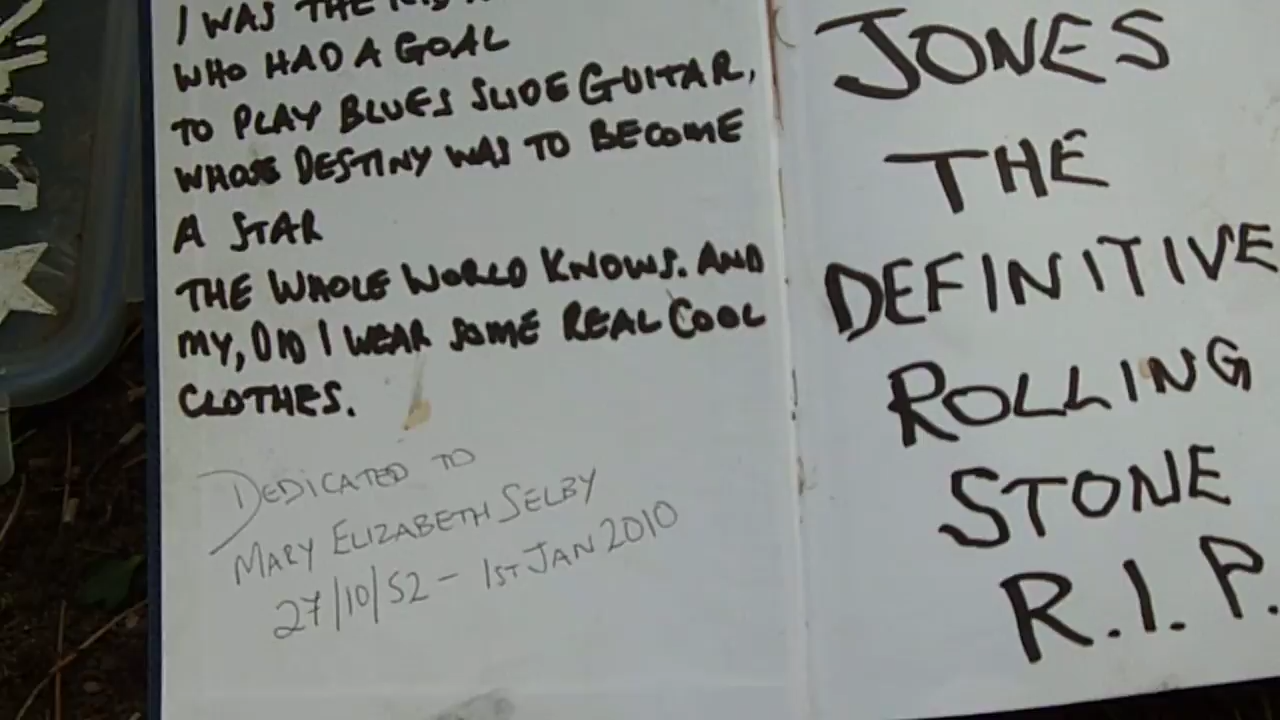 I WAS THE
WHO HAD A GOAL
TO PLAY BLUES SLIDE GUITAR,
WHOSE DESTINY WAS TO BECOME
A STAR
THE WHOLE WORLD KNOWS. AND
MY, DID I WEAR SOME REAL COOL
CLOTHES.
DEDICATED TO
MARY ELIZABETH SELBY
27/10/52 – 1ST JAN 2010
JONES
THE
DEFINITIVE
ROLLING
STONE
R.I.P.